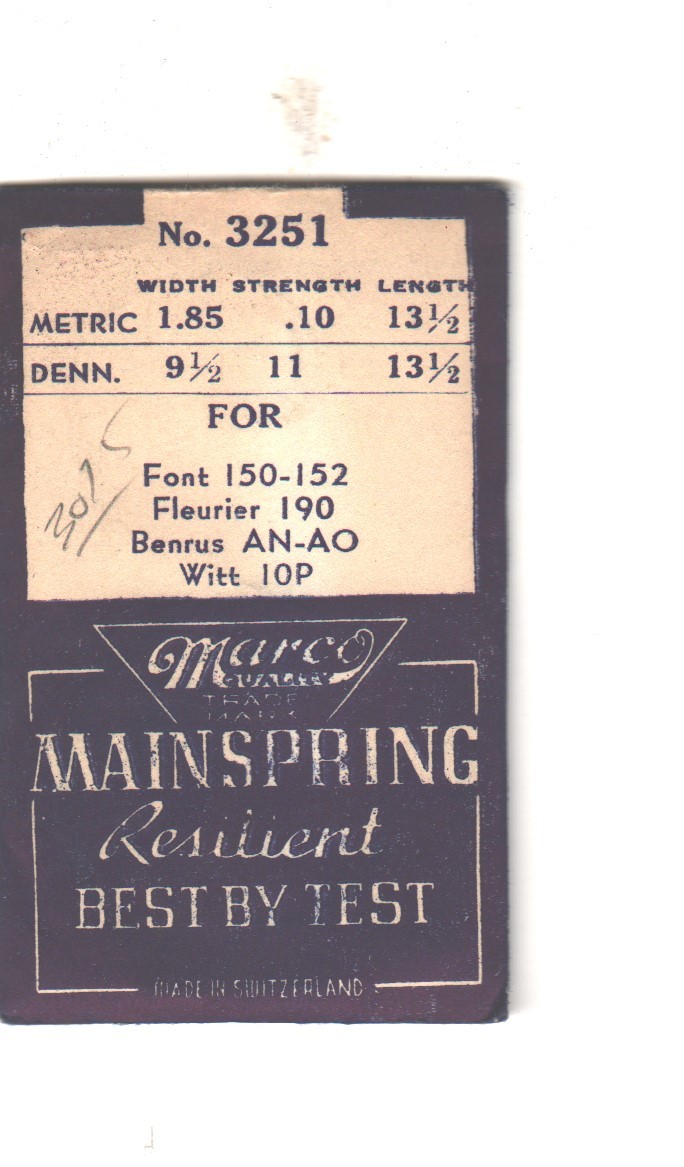 No. 3251
WIDTH STRENGTH LENGTH
METRIC 1.85 .10 13½
DENN. 9½ 11 13½
FOR
Font 150-152
Fleurier 190
Benrus AN-AO
Witt 10P
Marco
QUALITY
TRADE
MARK
MAINSPRING
Resilient
BEST BY TEST
MADE IN SWITZERLAND